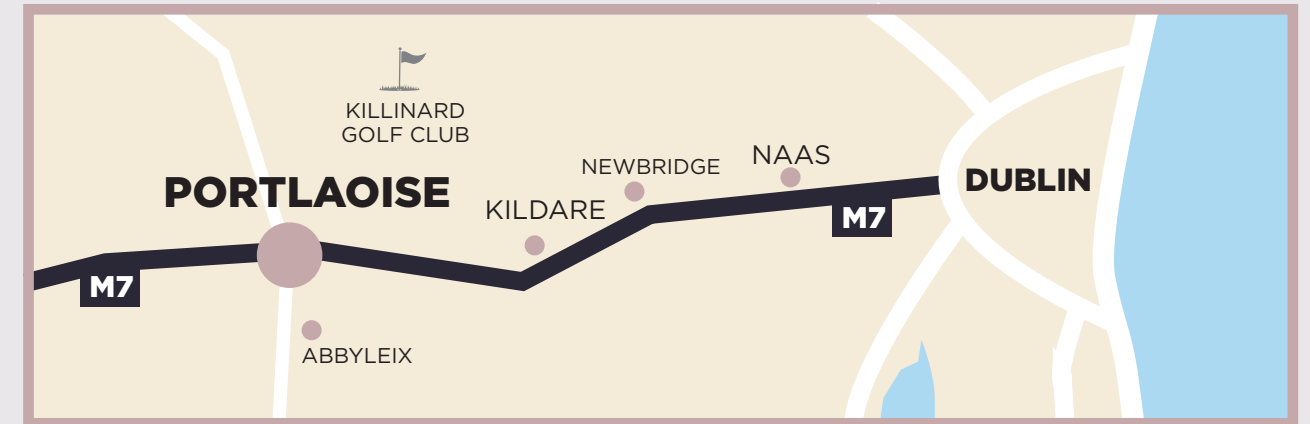 KILLINARD
GOLF CLUB
PORTLAOISE
KILDARE
NEWBRIDGE
NAAS
DUBLIN
M7
M7
ABBYLEIX